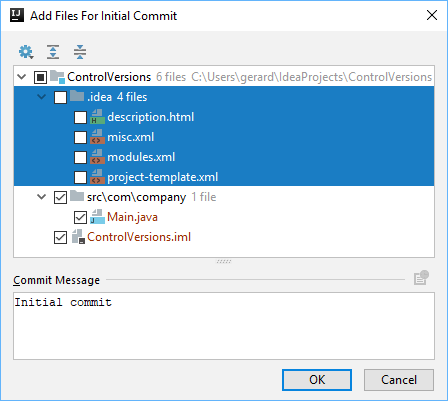 Add Files For Initial Commit
ControlVersions 6 files C:\Users\gerard\IdeaProjects\ControlVersions
.idea 4 files
description.html
misc.xml
modules.xml
project-template.xml
src\com\company 1 file
Main.java
ControlVersions.iml
Commit Message
Initial commit
OK Cancel